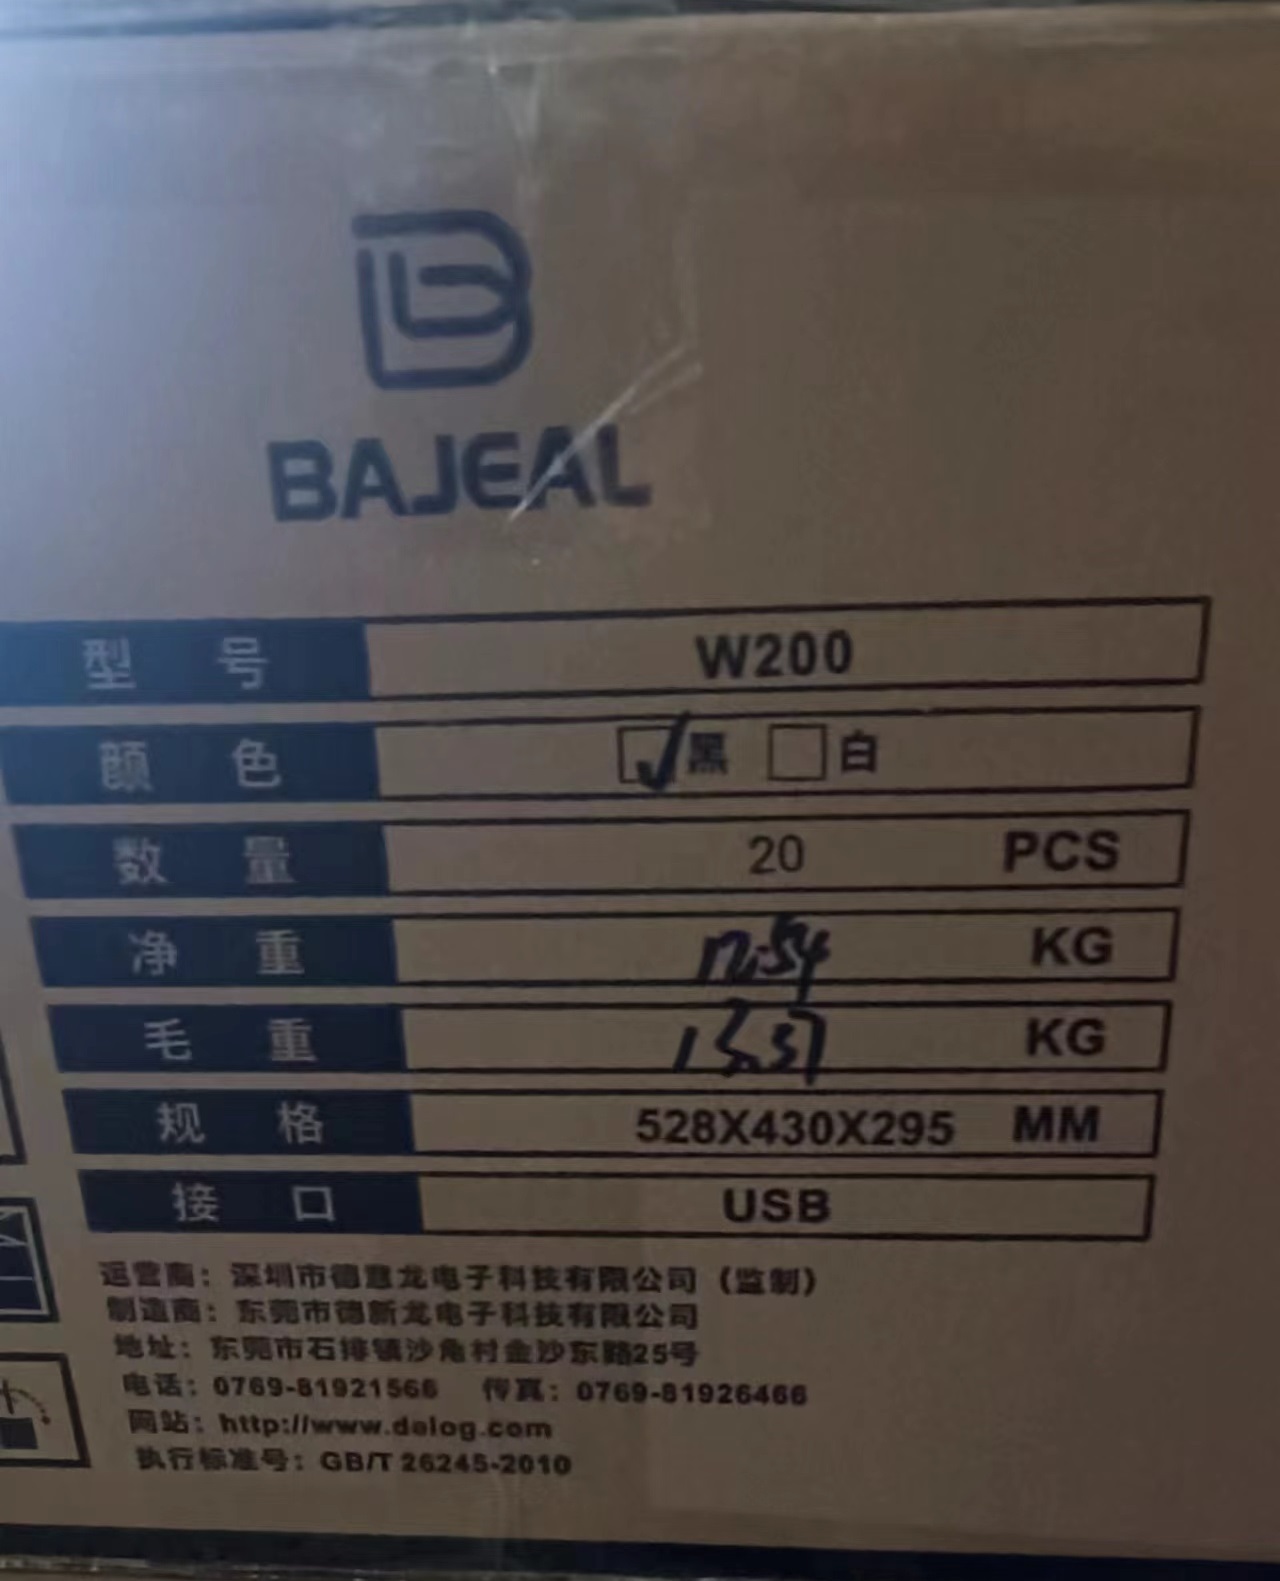 BAJEAL
型号 W200
颜色 ☑黑 ☐白
数量 20 PCS
净重 12.54 KG
毛重 13.37 KG
规格 528X430X295 MM
接口 USB
运营商：深圳市德意龙电子科技有限公司（监制）
制造商：东莞市德新龙电子科技有限公司
地址：东莞市石排镇沙角村金沙东路25号
电话：0769-81921566 传真：0769-81926466
网站：http://www.delog.com
执行标准号：GB/T 26245-2010